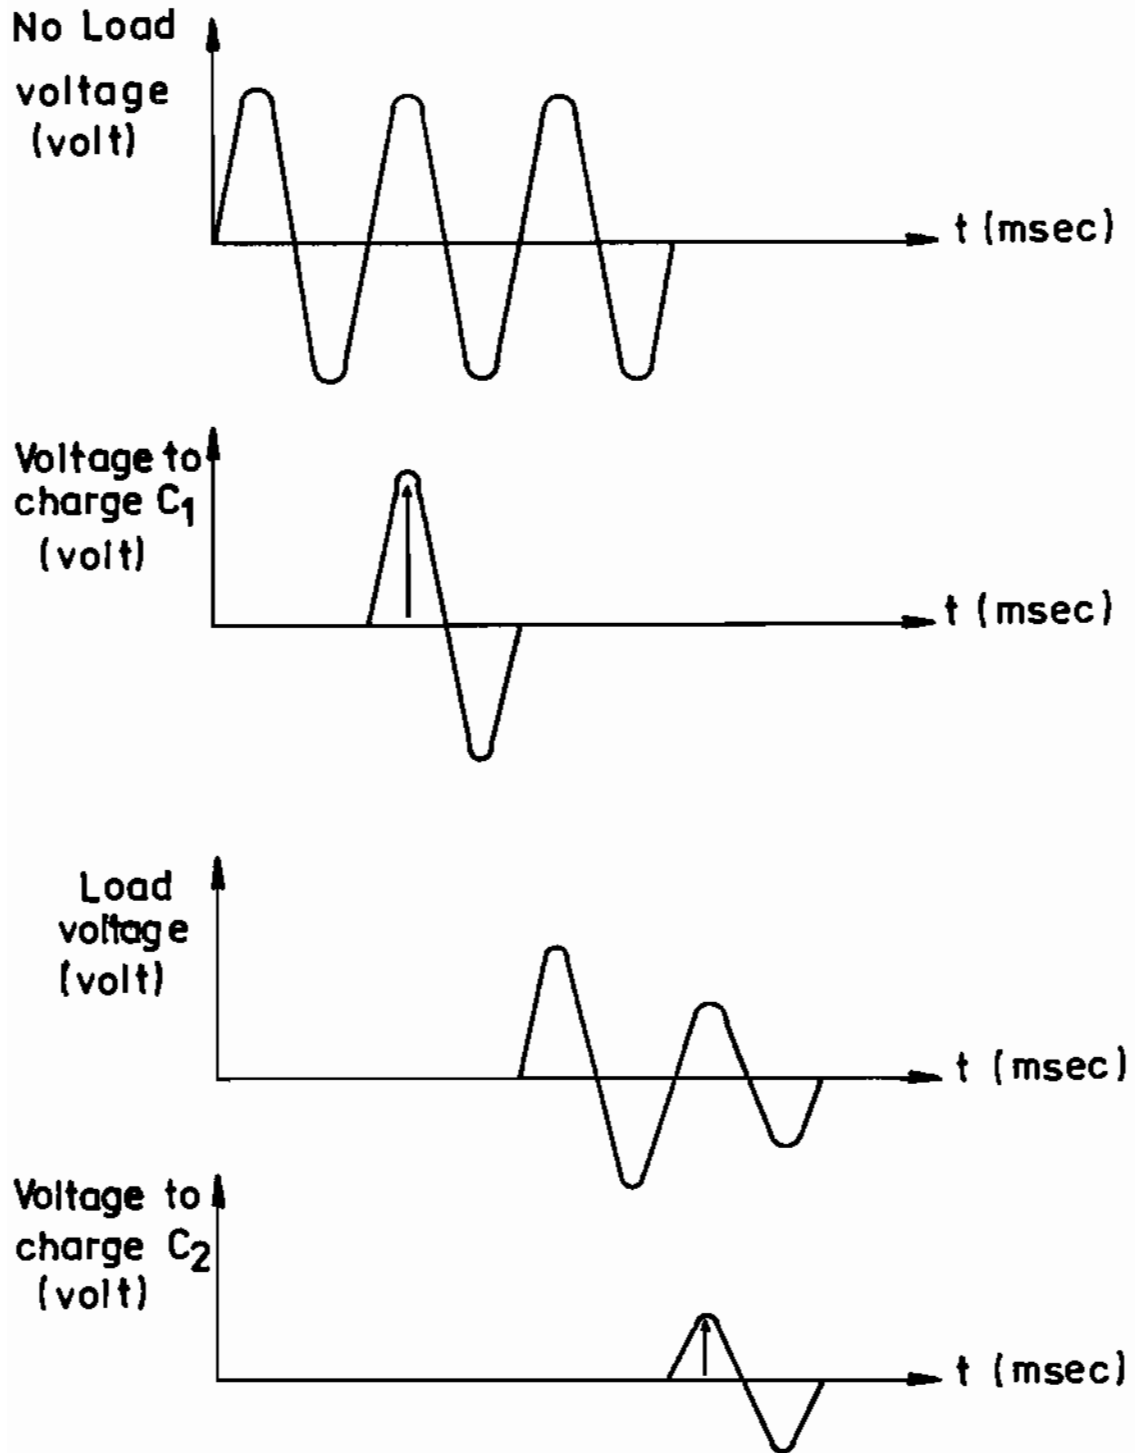 No Load
voltage
(volt)
t (msec)
Voltage to
charge C₁
(volt)
t (msec)
Load
voltage
(volt)
t (msec)
Voltage to
charge C₂
(volt)
t (msec)